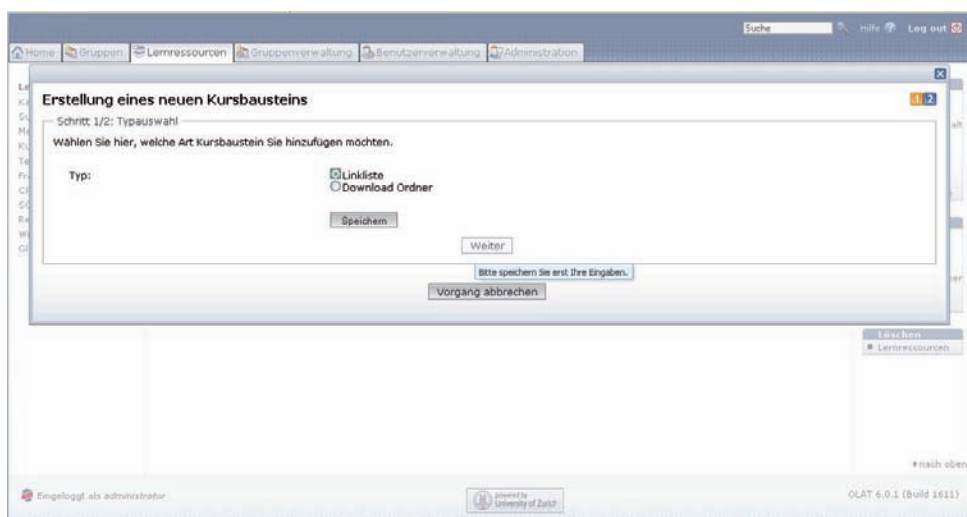 Suche Hilfe Log out
Home Gruppen Lernressourcen Gruppenverwaltung Benutzerverwaltung Administration
Erstellung eines neuen Kursbausteins
1 2
Schritt 1/2: Typauswahl
Wählen Sie hier, welche Art Kursbaustein Sie hinzufügen möchten.
Typ:
Linkliste
Download Ordner
Speichern
Weiter
Bitte speichern Sie erst Ihre Eingaben.
Vorgang abbrechen
Löschen
Lernressourcen
nach oben
Eingeloggt als administrator
powered by
University of Zurich
OLAT 6.0.1 (Build 1611)